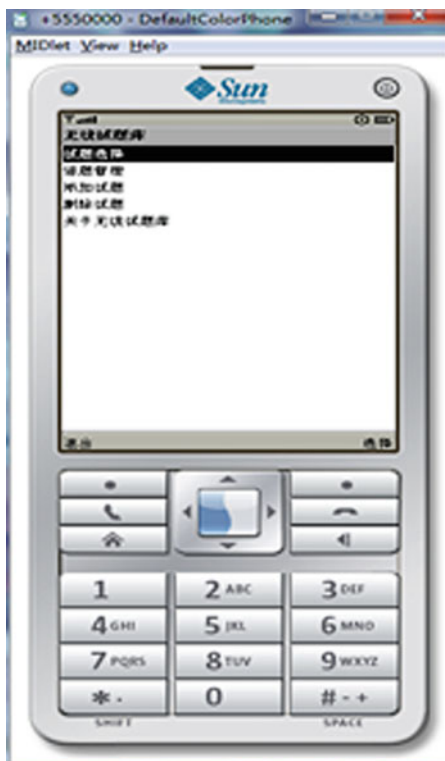 +5550000 - DefaultColorPhone
MIDlet View Help
Sun
无线试题库
试题选择
错题管理
添加试题
删除试题
关于无线试题库
退出 选择
1 2 ABC 3 DEF
4 GHI 5 JKL 6 MNO
7 PQRS 8 TUV 9 WXYZ
* . 0 # - +
SHIFT SPACE